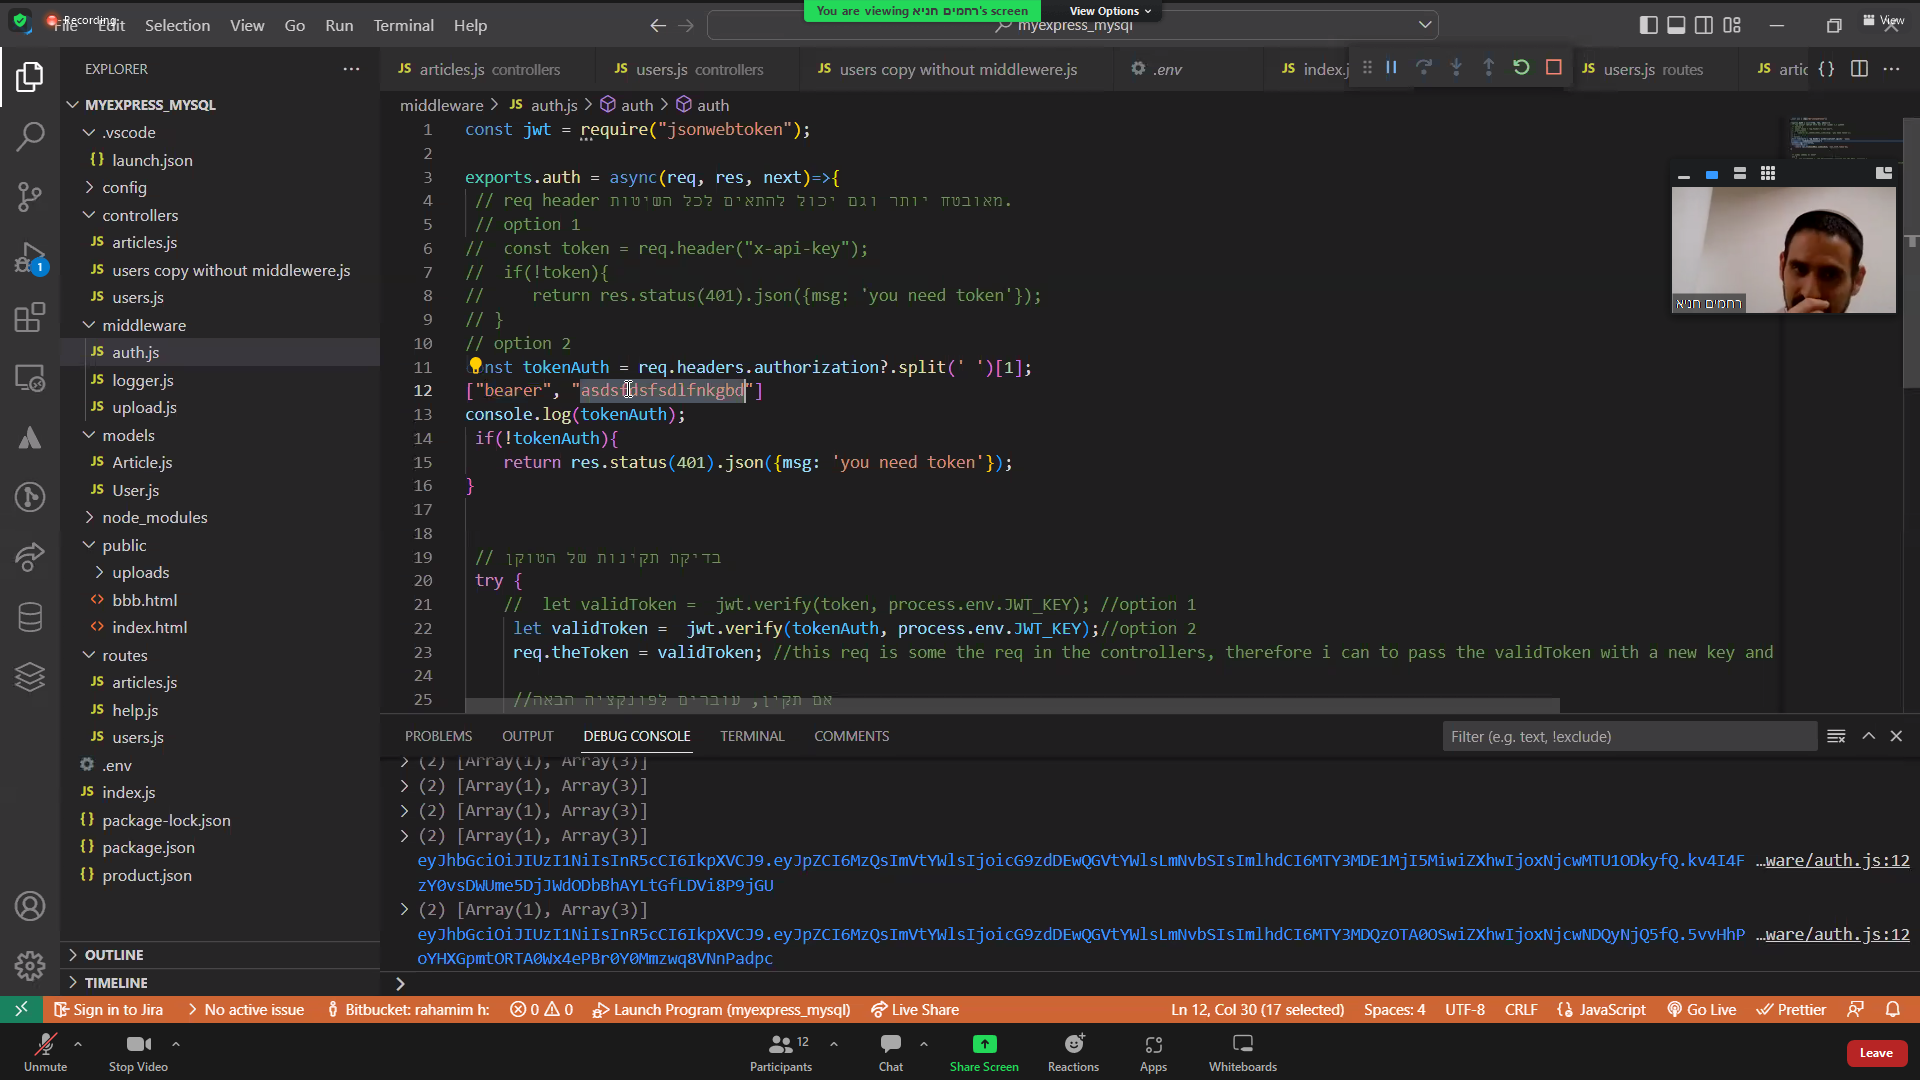 Recording
File Edit Selection View Go Run Terminal Help
You are viewing רחמים חניא's screen
View Options
myexpress_mysql
View
EXPLORER
articles.js controllers
users.js controllers
users copy without middlewere.js
.env
index.j
users.js routes
artic
MYEXPRESS_MYSQL
.vscode
launch.json
config
controllers
articles.js
users copy without middlewere.js
users.js
middleware
auth.js
logger.js
upload.js
models
Article.js
User.js
node_modules
public
uploads
bbb.html
index.html
routes
articles.js
help.js
users.js
.env
index.js
package-lock.json
package.json
product.json
OUTLINE
TIMELINE
middleware > JS auth.js > auth > auth
1 const jwt = require("jsonwebtoken");
2
3 exports.auth = async(req, res, next)=>{
4 // req header מאובטח יותר וגם יכול להתאים לכל השיטות.
5 // option 1
6 // const token = req.header("x-api-key");
7 // if(!token){
8 // return res.status(401).json({msg: 'you need token'});
9 // }
10 // option 2
11 nst tokenAuth = req.headers.authorization?.split(' ')[1];
12 ["bearer", "asdsfdsfsdlfnkgbd"]
13 console.log(tokenAuth);
14 if(!tokenAuth){
15 return res.status(401).json({msg: 'you need token'});
16 }
17
18
19 // בדיקת תקינות של הטוקן
20 try {
21 // let validToken = jwt.verify(token, process.env.JWT_KEY); //option 1
22 let validToken = jwt.verify(tokenAuth, process.env.JWT_KEY);//option 2
23 req.theToken = validToken; //this req is some the req in the controllers, therefore i can to pass the validToken with a new key and
24
25 //אם תקין, עוברים לפונקציה הבאה
רחמים חניא
PROBLEMS OUTPUT DEBUG CONSOLE TERMINAL COMMENTS
Filter (e.g. text, !exclude)
(2) [Array(1), Array(3)]
(2) [Array(1), Array(3)]
(2) [Array(1), Array(3)]
(2) [Array(1), Array(3)]
eyJhbGciOiJIUzI1NiIsInR5cCI6IkpXVCJ9.eyJpZCI6MzQsImVtYWlsIjoicG9zdDEwQGVtYWlsLmNvbSIsImlhdCI6MTY3MDE1MjI5MiwiZXhwIjoxNjcwMTU1ODkyfQ.kv4I4F …ware/auth.js:12
zY0vsDWUme5DjJWdODbBhAYLtGfLDVi8P9jGU
(2) [Array(1), Array(3)]
eyJhbGciOiJIUzI1NiIsInR5cCI6IkpXVCJ9.eyJpZCI6MzQsImVtYWlsIjoicG9zdDEwQGVtYWlsLmNvbSIsImlhdCI6MTY3MDQzOTA0OSwiZXhwIjoxNjcwNDQyNjQ5fQ.5vvHhP …ware/auth.js:12
oYHXGpmtORTA0Wx4ePBr0Y0Mmzwq8VNnPadpc
Sign in to Jira No active issue Bitbucket: rahamim h: 0 0 Launch Program (myexpress_mysql) Live Share Ln 12, Col 30 (17 selected) Spaces: 4 UTF-8 CRLF JavaScript Go Live Prettier
Unmute Stop Video Participants 12 Chat Share Screen Reactions Apps Whiteboards Leave